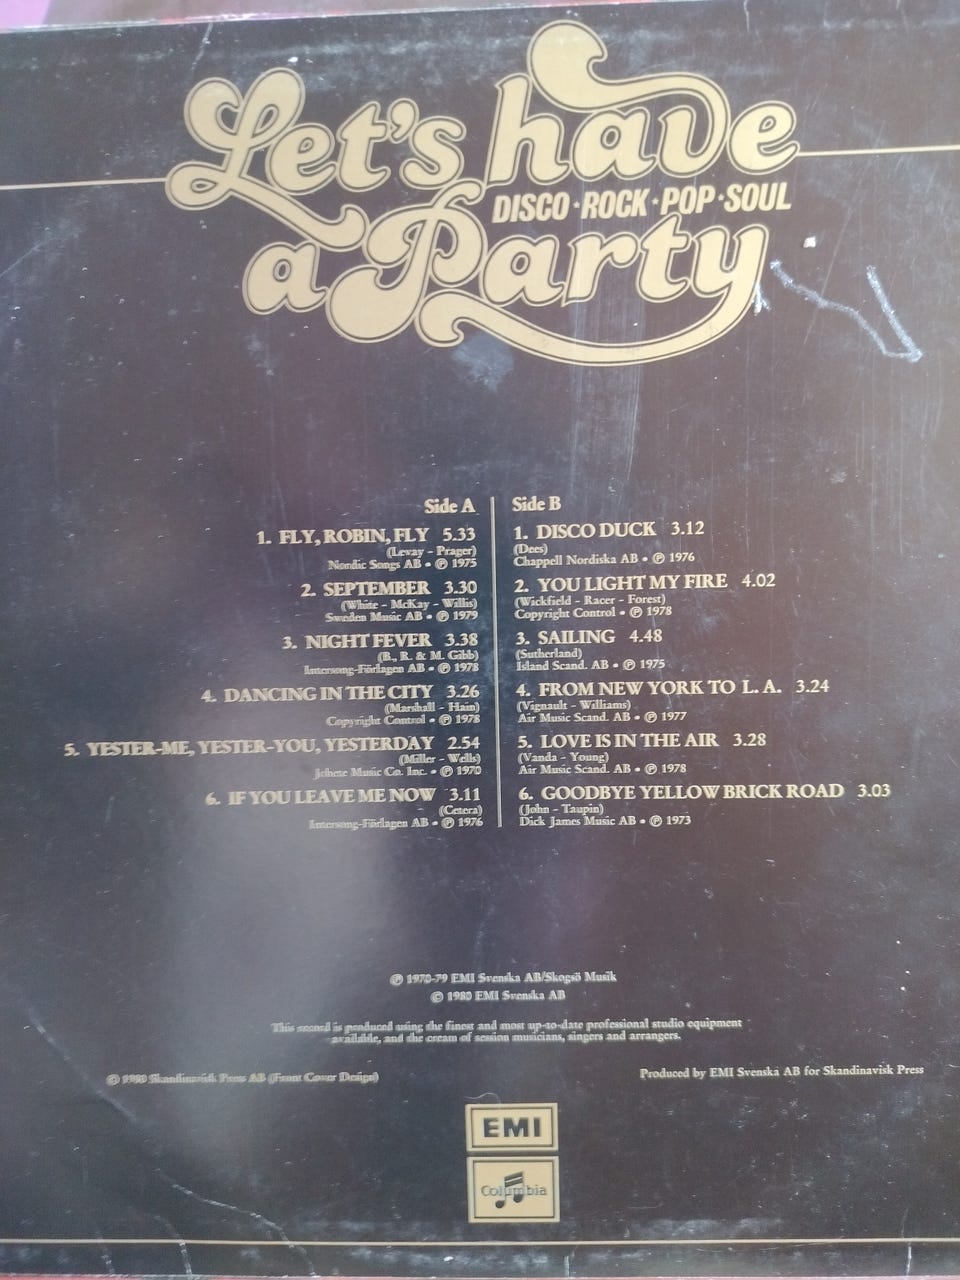 Let's have
DISCO·ROCK·POP·SOUL
a Party
Side A
1. FLY, ROBIN, FLY 5.33
(Levay - Prager)
Nordic Songs AB • ℗ 1975
2. SEPTEMBER 3.30
(White - McKay - Willis)
Sweden Music AB • ℗ 1979
3. NIGHT FEVER 3.38
(B., R. & M. Gibb)
Intersong-Förlagen AB • ℗ 1978
4. DANCING IN THE CITY 3.26
(Marshall - Hain)
Copyright Control • ℗ 1978
5. YESTER-ME, YESTER-YOU, YESTERDAY 2.54
(Miller - Wells)
Jobete Music Co. Inc. • ℗ 1970
6. IF YOU LEAVE ME NOW 3.11
(Cetera)
Intersong-Förlagen AB • ℗ 1976
Side B
1. DISCO DUCK 3.12
(Dees)
Chappell Nordiska AB • ℗ 1976
2. YOU LIGHT MY FIRE 4.02
(Wickfield - Racer - Forest)
Copyright Control • ℗ 1978
3. SAILING 4.48
(Sutherland)
Island Scand. AB • ℗ 1975
4. FROM NEW YORK TO L. A. 3.24
(Vignault - Williams)
Air Music Scand. AB • ℗ 1977
5. LOVE IS IN THE AIR 3.28
(Vanda - Young)
Air Music Scand. AB • ℗ 1978
6. GOODBYE YELLOW BRICK ROAD 3.03
(John - Taupin)
Dick James Music AB • ℗ 1973
℗ 1970-79 EMI Svenska AB/Skogsö Musik
© 1980 EMI Svenska AB
This record is produced using the finest and most up-to-date professional studio equipment
available, and the cream of session musicians, singers and arrangers.
© 1980 Skandinavisk Press AB (Front Cover Design)
Produced by EMI Svenska AB for Skandinavisk Press
EMI
Columbia